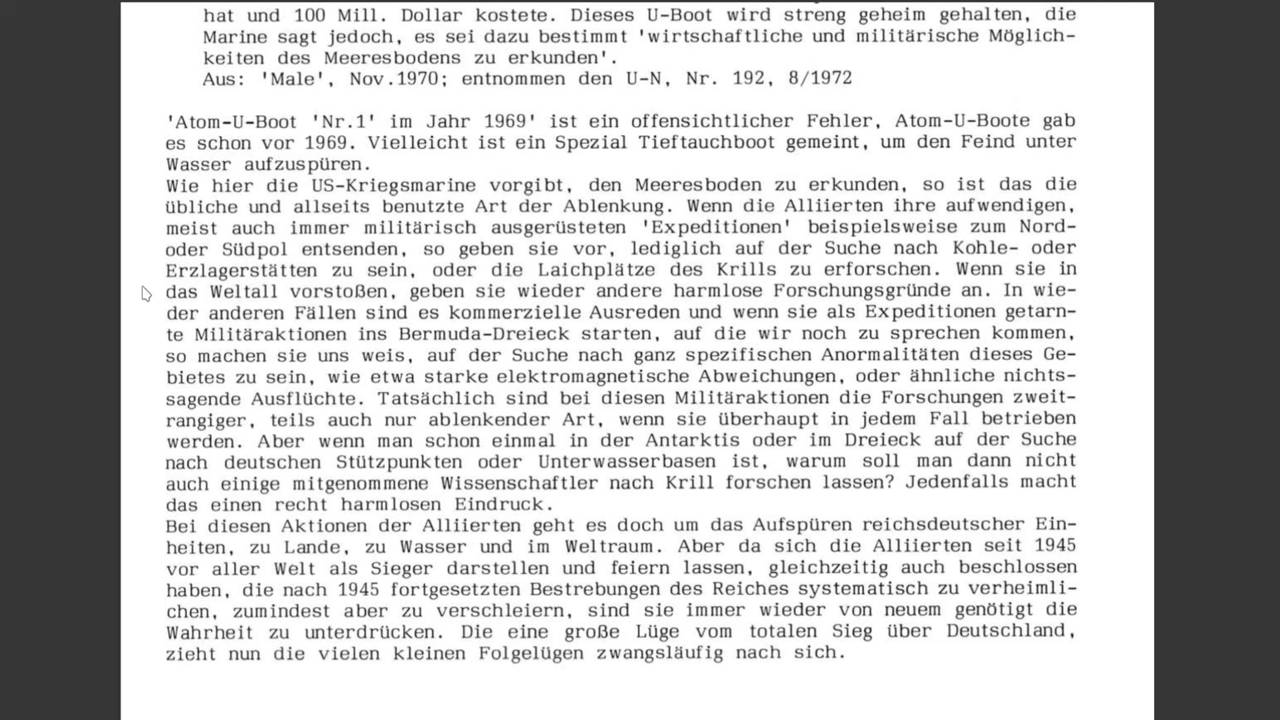 hat und 100 Mill. Dollar kostete. Dieses U-Boot wird streng geheim gehalten, die
Marine sagt jedoch, es sei dazu bestimmt 'wirtschaftliche und militärische Möglich-
keiten des Meeresbodens zu erkunden'.
Aus: 'Male', Nov.1970; entnommen den U-N, Nr. 192, 8/1972
'Atom-U-Boot 'Nr.1' im Jahr 1969' ist ein offensichtlicher Fehler, Atom-U-Boote gab
es schon vor 1969. Vielleicht ist ein Spezial Tieftauchboot gemeint, um den Feind unter
Wasser aufzuspüren.
Wie hier die US-Kriegsmarine vorgibt, den Meeresboden zu erkunden, so ist das die
übliche und allseits benutzte Art der Ablenkung. Wenn die Alliierten ihre aufwendigen,
meist auch immer militärisch ausgerüsteten 'Expeditionen' beispielsweise zum Nord-
oder Südpol entsenden, so geben sie vor, lediglich auf der Suche nach Kohle- oder
Erzlagerstätten zu sein, oder die Laichplätze des Krills zu erforschen. Wenn sie in
das Weltall vorstoßen, geben sie wieder andere harmlose Forschungsgründe an. In wie-
der anderen Fällen sind es kommerzielle Ausreden und wenn sie als Expeditionen getarn-
te Militäraktionen ins Bermuda-Dreieck starten, auf die wir noch zu sprechen kommen,
so machen sie uns weis, auf der Suche nach ganz spezifischen Anormalitäten dieses Ge-
bietes zu sein, wie etwa starke elektromagnetische Abweichungen, oder ähnliche nichts-
sagende Ausflüchte. Tatsächlich sind bei diesen Militäraktionen die Forschungen zweit-
rangiger, teils auch nur ablenkender Art, wenn sie überhaupt in jedem Fall betrieben
werden. Aber wenn man schon einmal in der Antarktis oder im Dreieck auf der Suche
nach deutschen Stützpunkten oder Unterwasserbasen ist, warum soll man dann nicht
auch einige mitgenommene Wissenschaftler nach Krill forschen lassen? Jedenfalls macht
das einen recht harmlosen Eindruck.
Bei diesen Aktionen der Alliierten geht es doch um das Aufspüren reichsdeutscher Ein-
heiten, zu Lande, zu Wasser und im Weltraum. Aber da sich die Alliierten seit 1945
vor aller Welt als Sieger darstellen und feiern lassen, gleichzeitig auch beschlossen
haben, die nach 1945 fortgesetzten Bestrebungen des Reiches systematisch zu verheimli-
chen, zumindest aber zu verschleiern, sind sie immer wieder von neuem genötigt die
Wahrheit zu unterdrücken. Die eine große Lüge vom totalen Sieg über Deutschland,
zieht nun die vielen kleinen Folgelügen zwangsläufig nach sich.